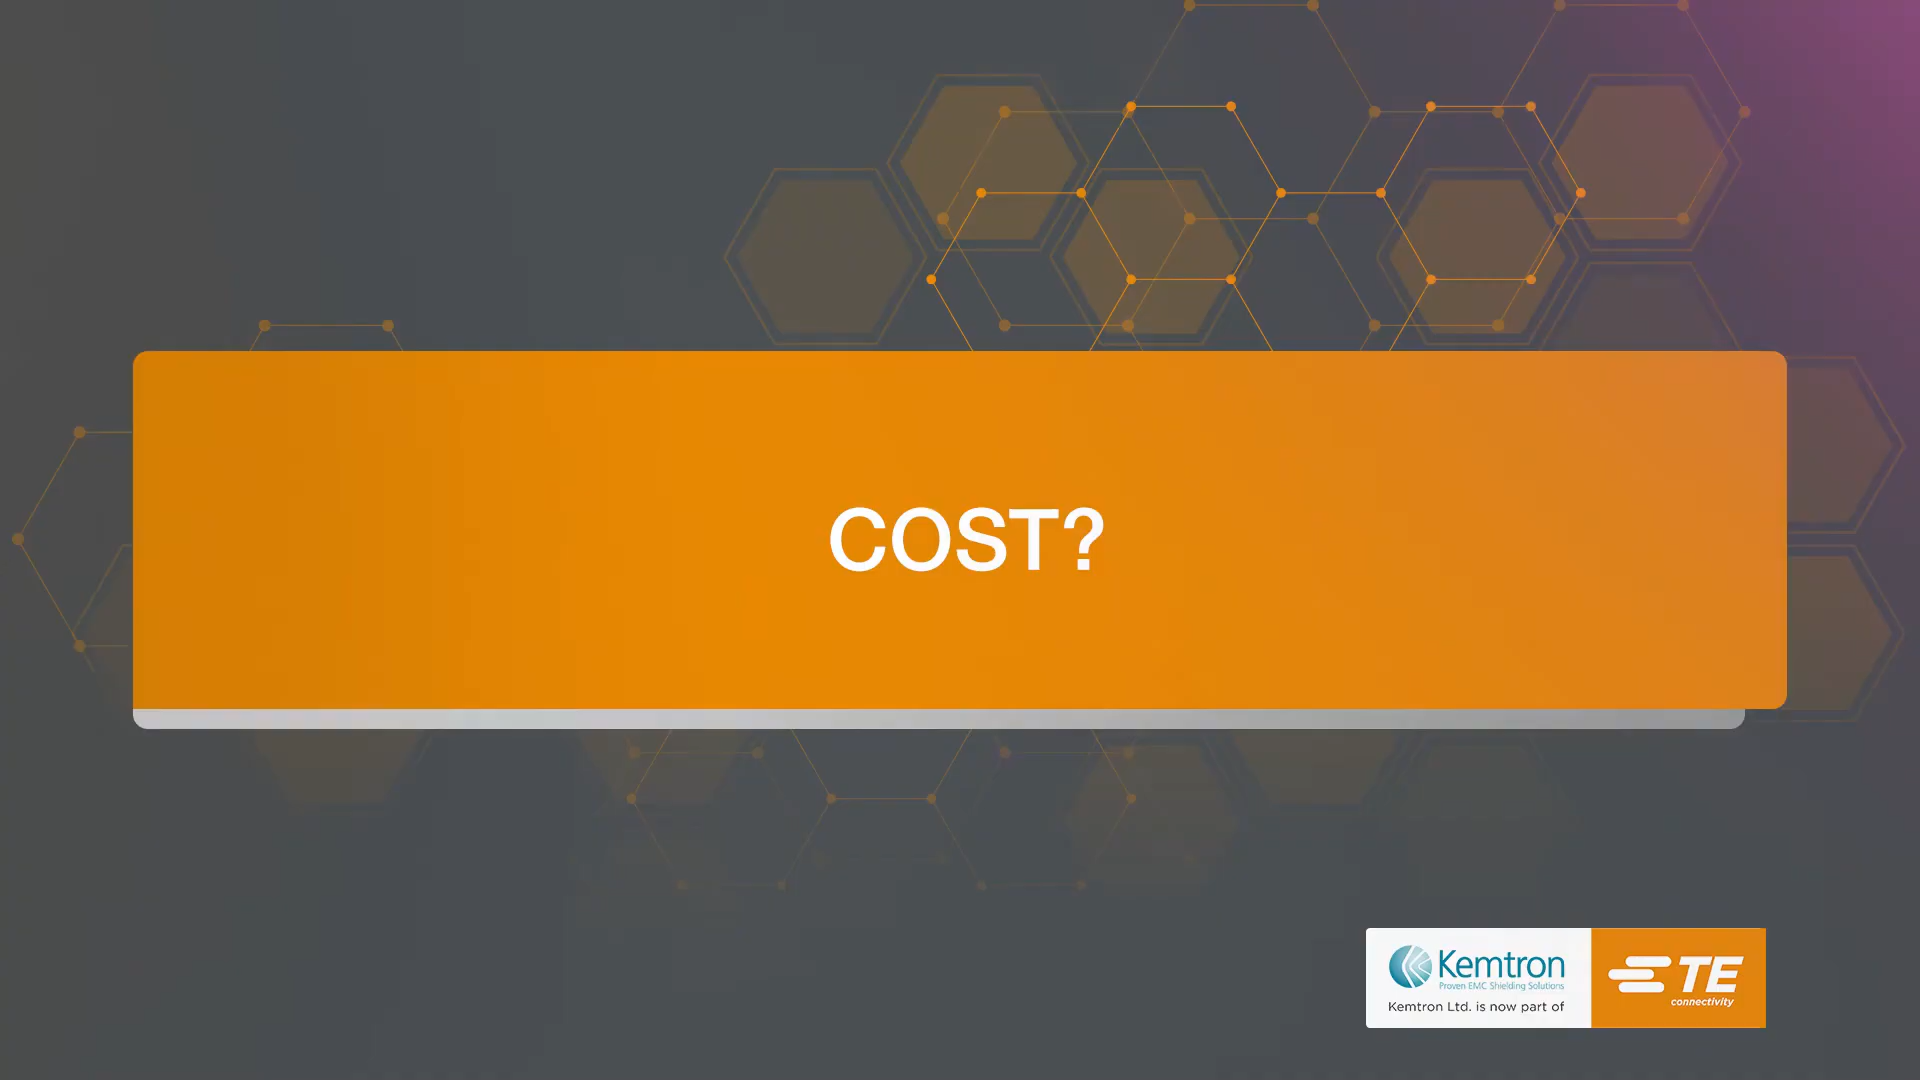 COST?
Kemtron
Proven EMC Shielding Solutions
Kemtron Ltd. is now part of
TE
connectivity